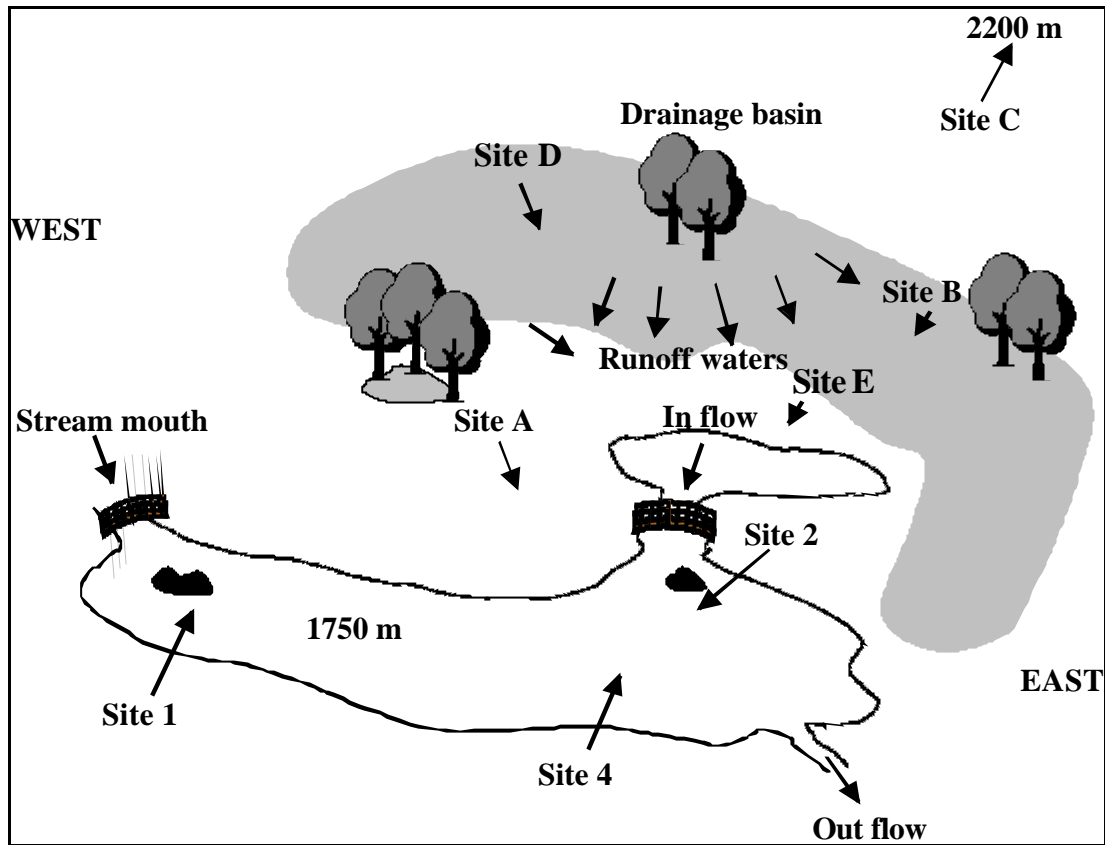 2200 m
Site C
Drainage basin
Site D
WEST
Site B
Runoff waters
Site E
Stream mouth
Site A
In flow
Site 2
1750 m
EAST
Site 1
Site 4
Out flow